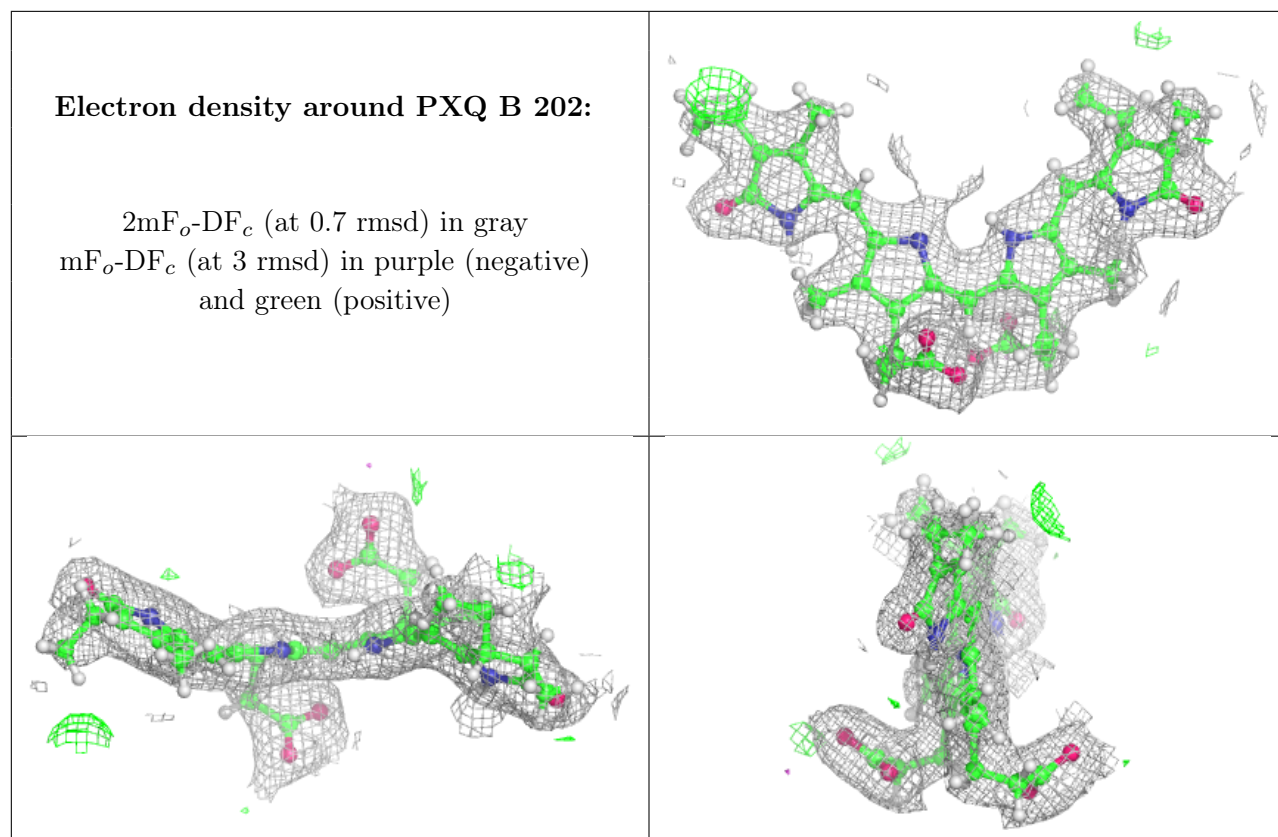 Electron density around PXQ B 202:
2mFo-DFc (at 0.7 rmsd) in gray
mFo-DFc (at 3 rmsd) in purple (negative)
and green (positive)